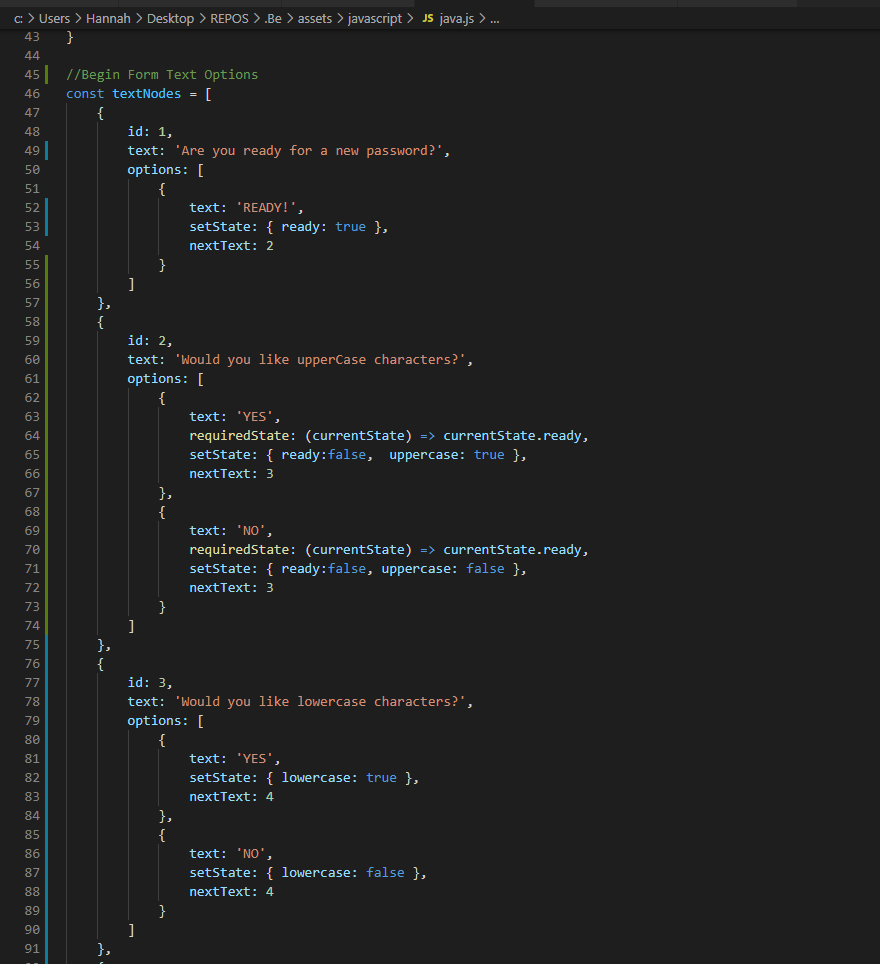 c: > Users > Hannah > Desktop > REPOS > .Be > assets > javascript > JS java.js > ...
43 }
44
45 //Begin Form Text Options
46 const textNodes = [
47 {
48 id: 1,
49 text: 'Are you ready for a new password?',
50 options: [
51 {
52 text: 'READY!',
53 setState: { ready: true },
54 nextText: 2
55 }
56 ]
57 },
58 {
59 id: 2,
60 text: 'Would you like upperCase characters?',
61 options: [
62 {
63 text: 'YES',
64 requiredState: (currentState) => currentState.ready,
65 setState: { ready:false,  uppercase: true },
66 nextText: 3
67 },
68 {
69 text: 'NO',
70 requiredState: (currentState) => currentState.ready,
71 setState: { ready:false, uppercase: false },
72 nextText: 3
73 }
74 ]
75 },
76 {
77 id: 3,
78 text: 'Would you like lowercase characters?',
79 options: [
80 {
81 text: 'YES',
82 setState: { lowercase: true },
83 nextText: 4
84 },
85 {
86 text: 'NO',
87 setState: { lowercase: false },
88 nextText: 4
89 }
90 ]
91 },